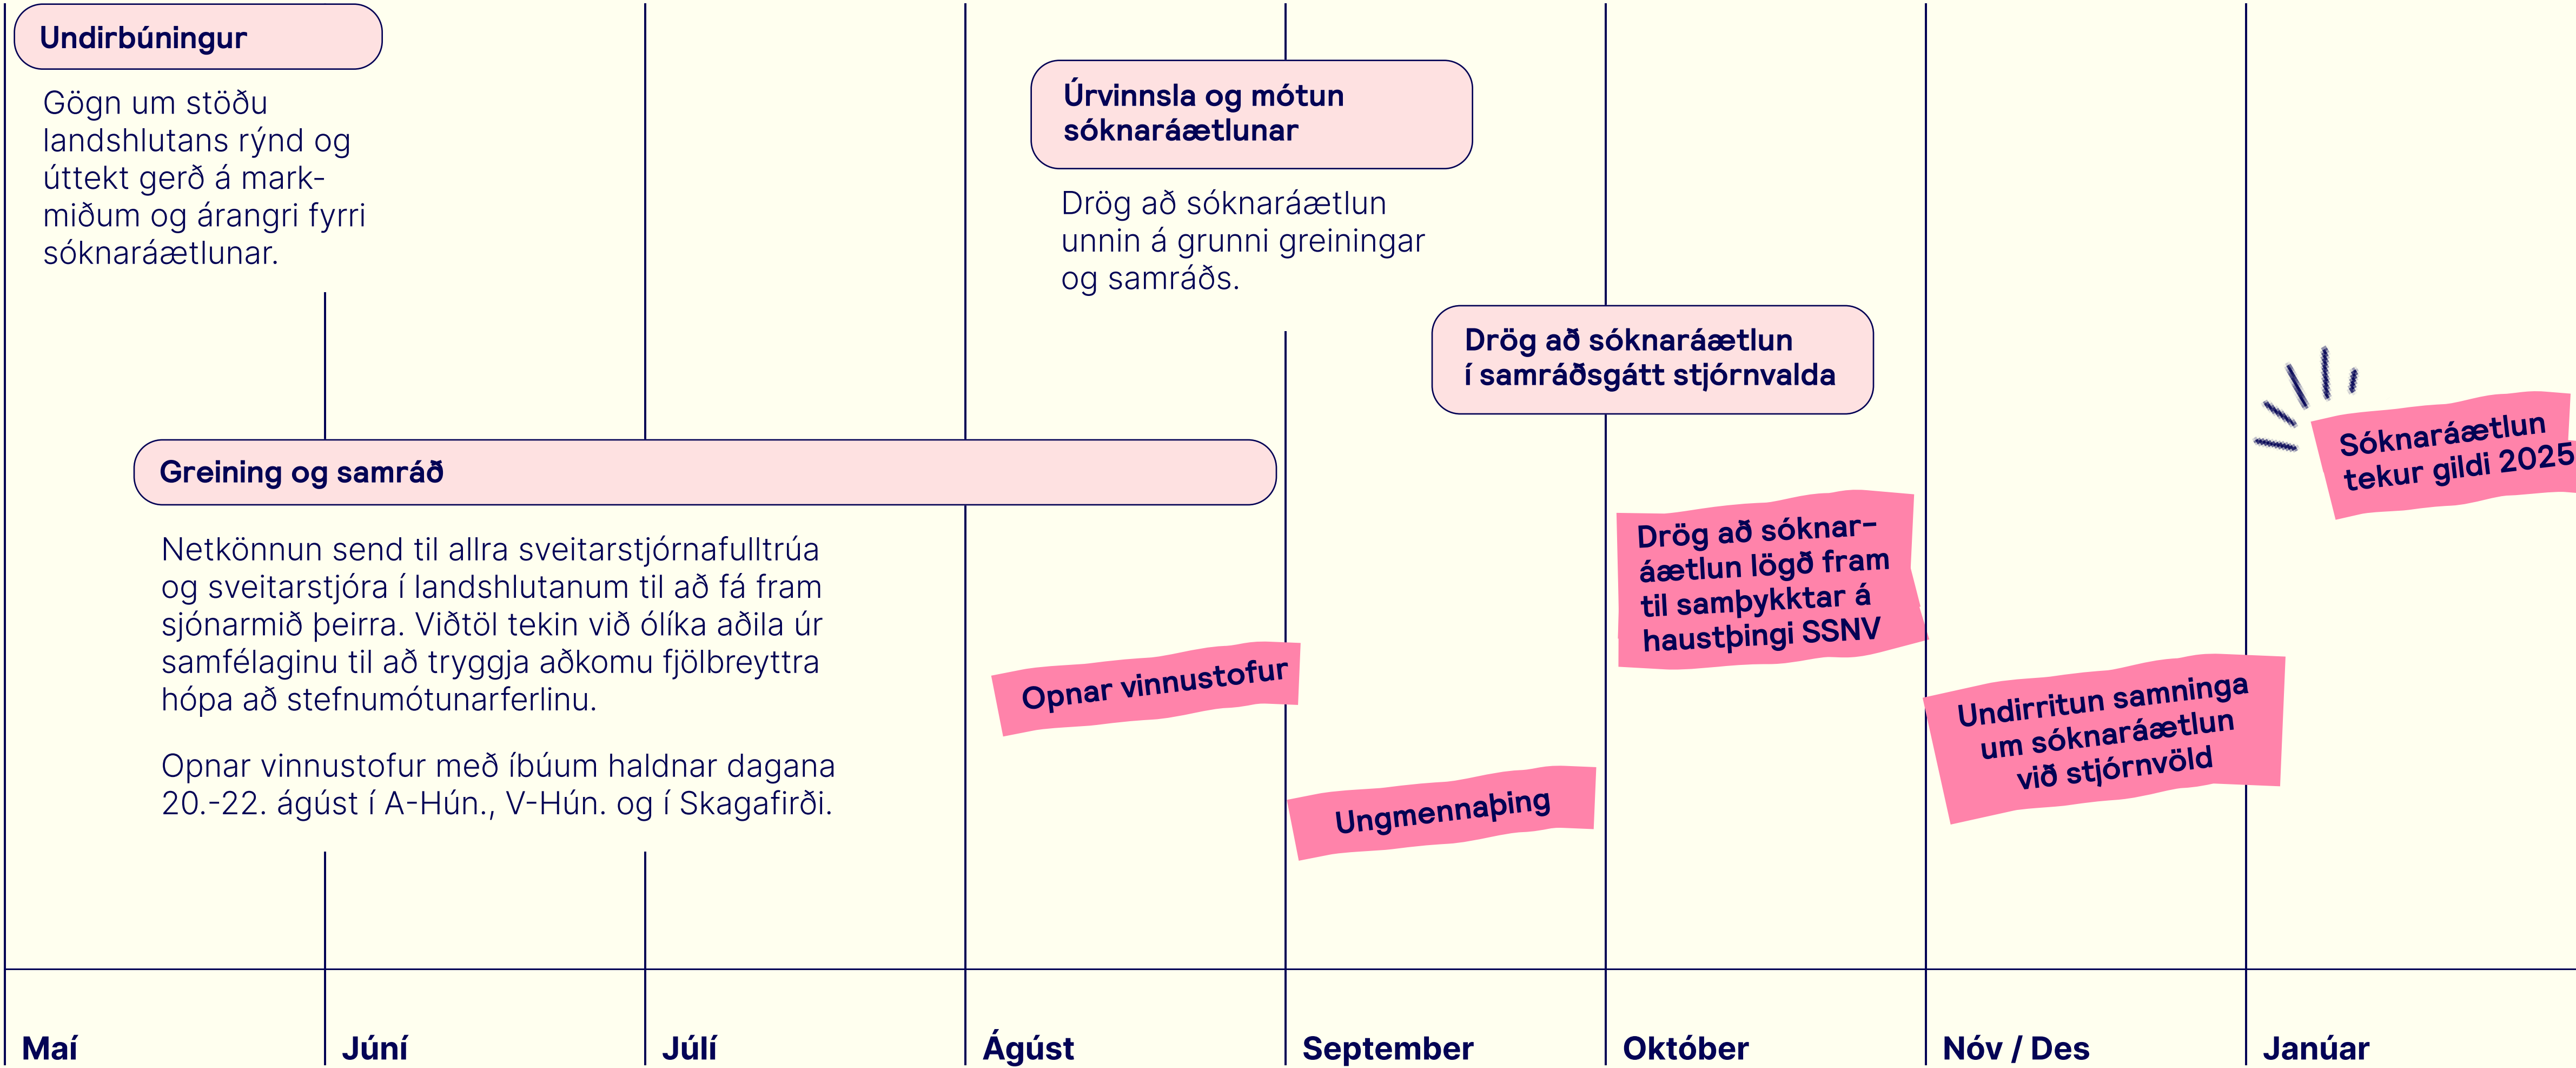 Undirbúningur
Gögn um stöðu
landshlutans rýnd og
úttekt gerð á mark-
miðum og árangri fyrri
sóknaráætlunar.
Úrvinnsla og mótun
sóknaráætlunar
Drög að sóknaráætlun
unnin á grunni greiningar
og samráðs.
Drög að sóknaráætlun
í samráðsgátt stjórnvalda
Greining og samráð
Netkönnun send til allra sveitarstjórnafulltrúa
og sveitarstjóra í landshlutanum til að fá fram
sjónarmið þeirra. Viðtöl tekin við ólíka aðila úr
samfélaginu til að tryggja aðkomu fjölbreyttra
hópa að stefnumótunarferlinu.
Opnar vinnustofur með íbúum haldnar dagana
20.-22. ágúst í A-Hún., V-Hún. og í Skagafirði.
Opnar vinnustofur
Ungmennaþing
Drög að sóknar-
áætlun lögð fram
til samþykktar á
haustþingi SSNV
Undirritun samninga
um sóknaráætlun
við stjórnvöld
Sóknaráætlun
tekur gildi 2025
Maí
Júní
Júlí
Ágúst
September
Október
Nóv / Des
Janúar